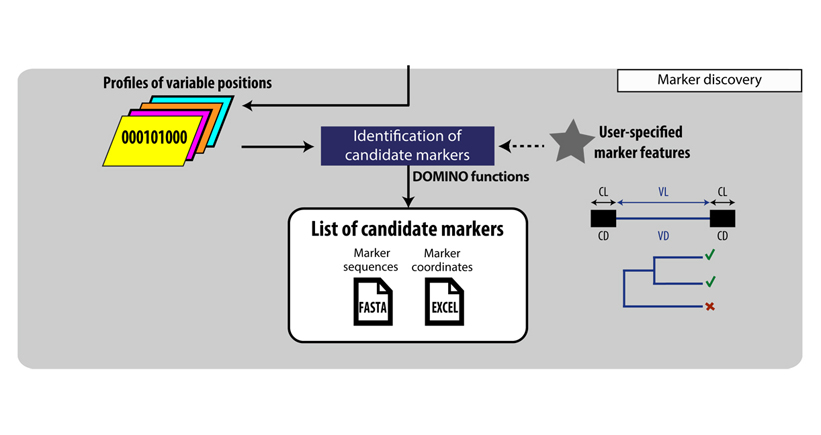 Marker discovery
Profiles of variable positions
000101000
Identification of
candidate markers
User-specified
marker features
DOMINO functions
CL VL CL
CD VD CD
List of candidate markers
Marker
sequences
Marker
coordinates
FASTA
EXCEL